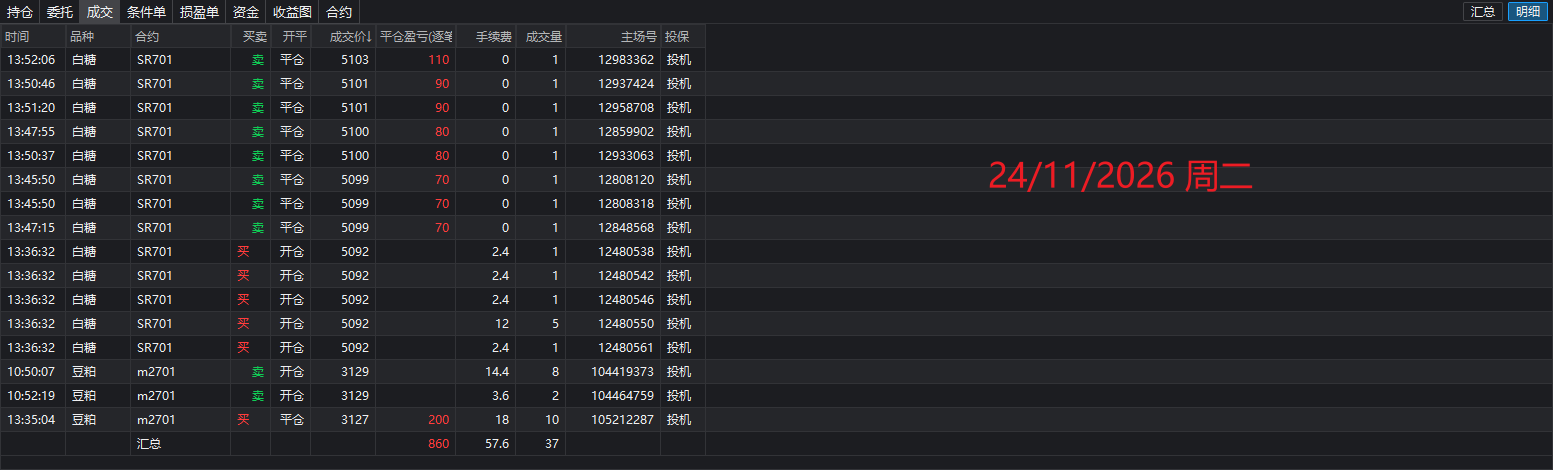 持仓 委托 成交 条件单 损盈单 资金 收益图 合约 汇总 明细
时间 品种 合约 买卖 开平 成交价↓ 平仓盈亏(逐笔 手续费 成交量 主场号 投保
13:52:06 白糖 SR701 卖 平仓 5103 110 0 1 12983362 投机
13:50:46 白糖 SR701 卖 平仓 5101 90 0 1 12937424 投机
13:51:20 白糖 SR701 卖 平仓 5101 90 0 1 12958708 投机
13:47:55 白糖 SR701 卖 平仓 5100 80 0 1 12859902 投机
13:50:37 白糖 SR701 卖 平仓 5100 80 0 1 12933063 投机
13:45:50 白糖 SR701 卖 平仓 5099 70 0 1 12808120 投机
24/11/2026 周二
13:45:50 白糖 SR701 卖 平仓 5099 70 0 1 12808318 投机
13:47:15 白糖 SR701 卖 平仓 5099 70 0 1 12848568 投机
13:36:32 白糖 SR701 买 开仓 5092 2.4 1 12480538 投机
13:36:32 白糖 SR701 买 开仓 5092 2.4 1 12480542 投机
13:36:32 白糖 SR701 买 开仓 5092 2.4 1 12480546 投机
13:36:32 白糖 SR701 买 开仓 5092 12 5 12480550 投机
13:36:32 白糖 SR701 买 开仓 5092 2.4 1 12480561 投机
10:50:07 豆粕 m2701 卖 开仓 3129 14.4 8 104419373 投机
10:52:19 豆粕 m2701 卖 开仓 3129 3.6 2 104464759 投机
13:35:04 豆粕 m2701 买 平仓 3127 200 18 10 105212287 投机
汇总 860 57.6 37